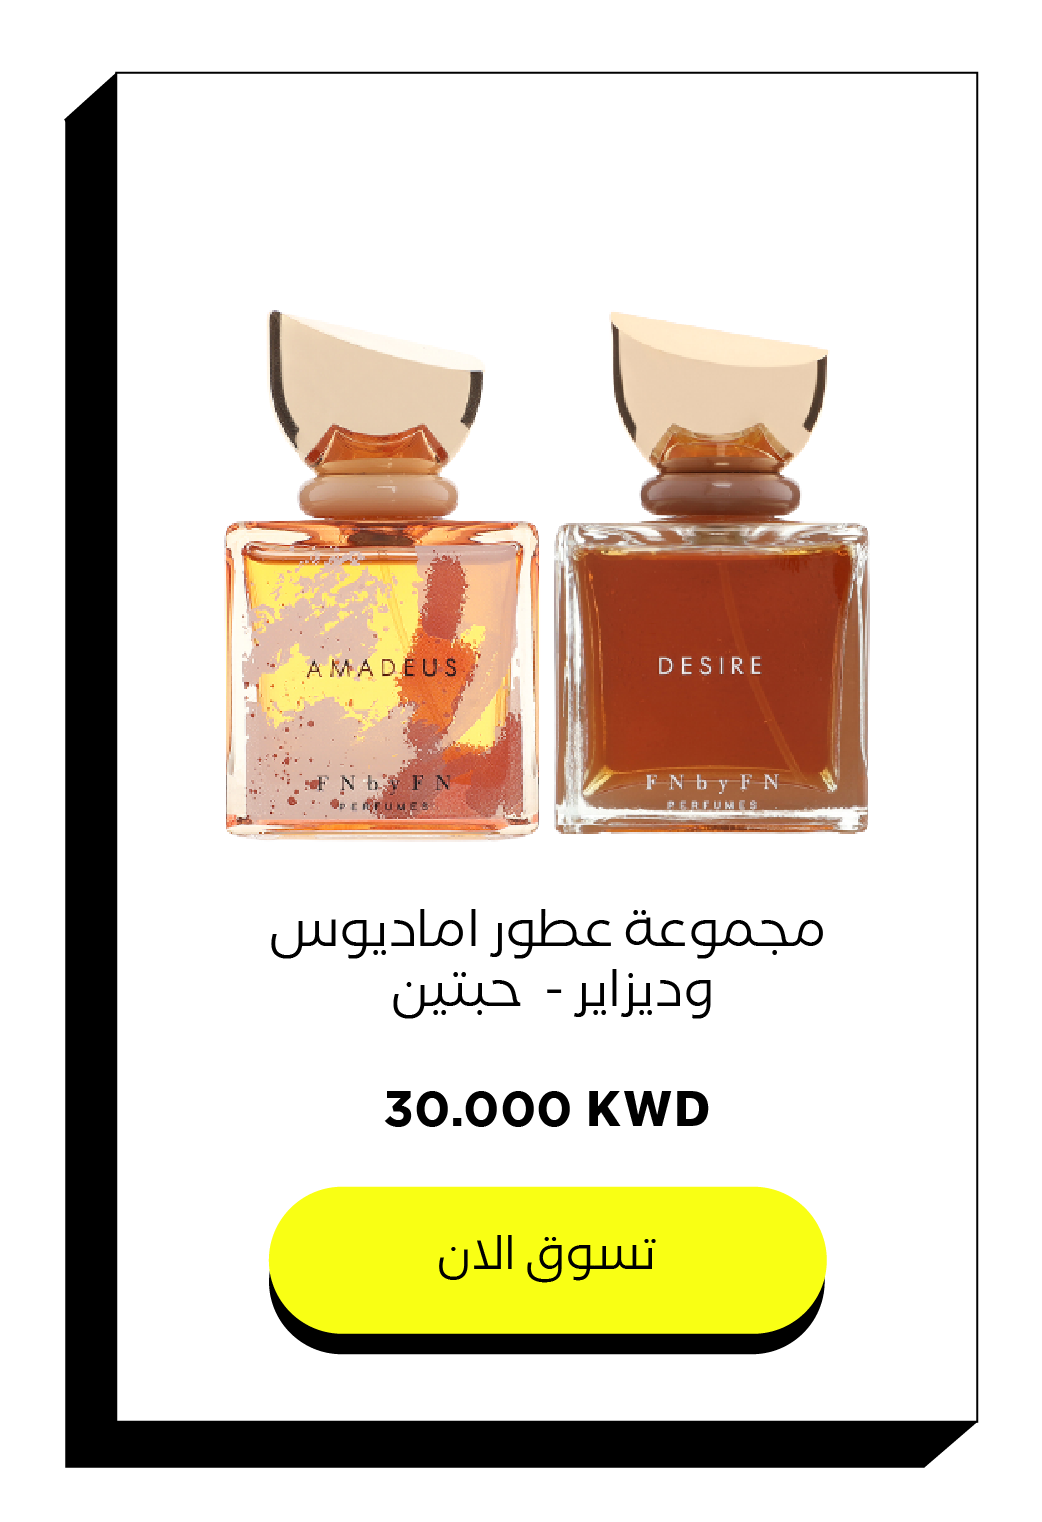 AMADEUS
FNbyFN
PERFUMES
DESIRE
FNbyFN
PERFUMES
مجموعة عطور اماديوس
وديزاير - حبتين
30.000 KWD
تسوق الان